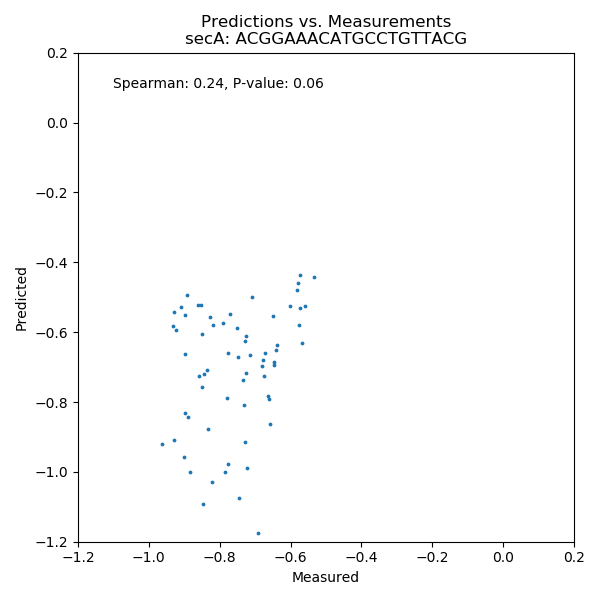 Predictions vs. Measurements
secA: ACGGAAACATGCCTGTTACG
Spearman: 0.24, P-value: 0.06
0.2
0.0
−0.2
−0.4
−0.6
−0.8
−1.0
−1.2
Predicted
−1.2 −1.0 −0.8 −0.6 −0.4 −0.2 0.0 0.2
Measured